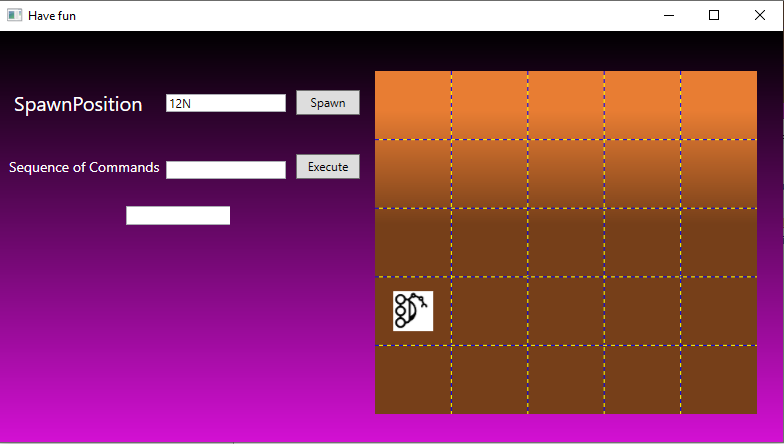 Have fun
SpawnPosition
12N
Spawn
Sequence of Commands
Execute